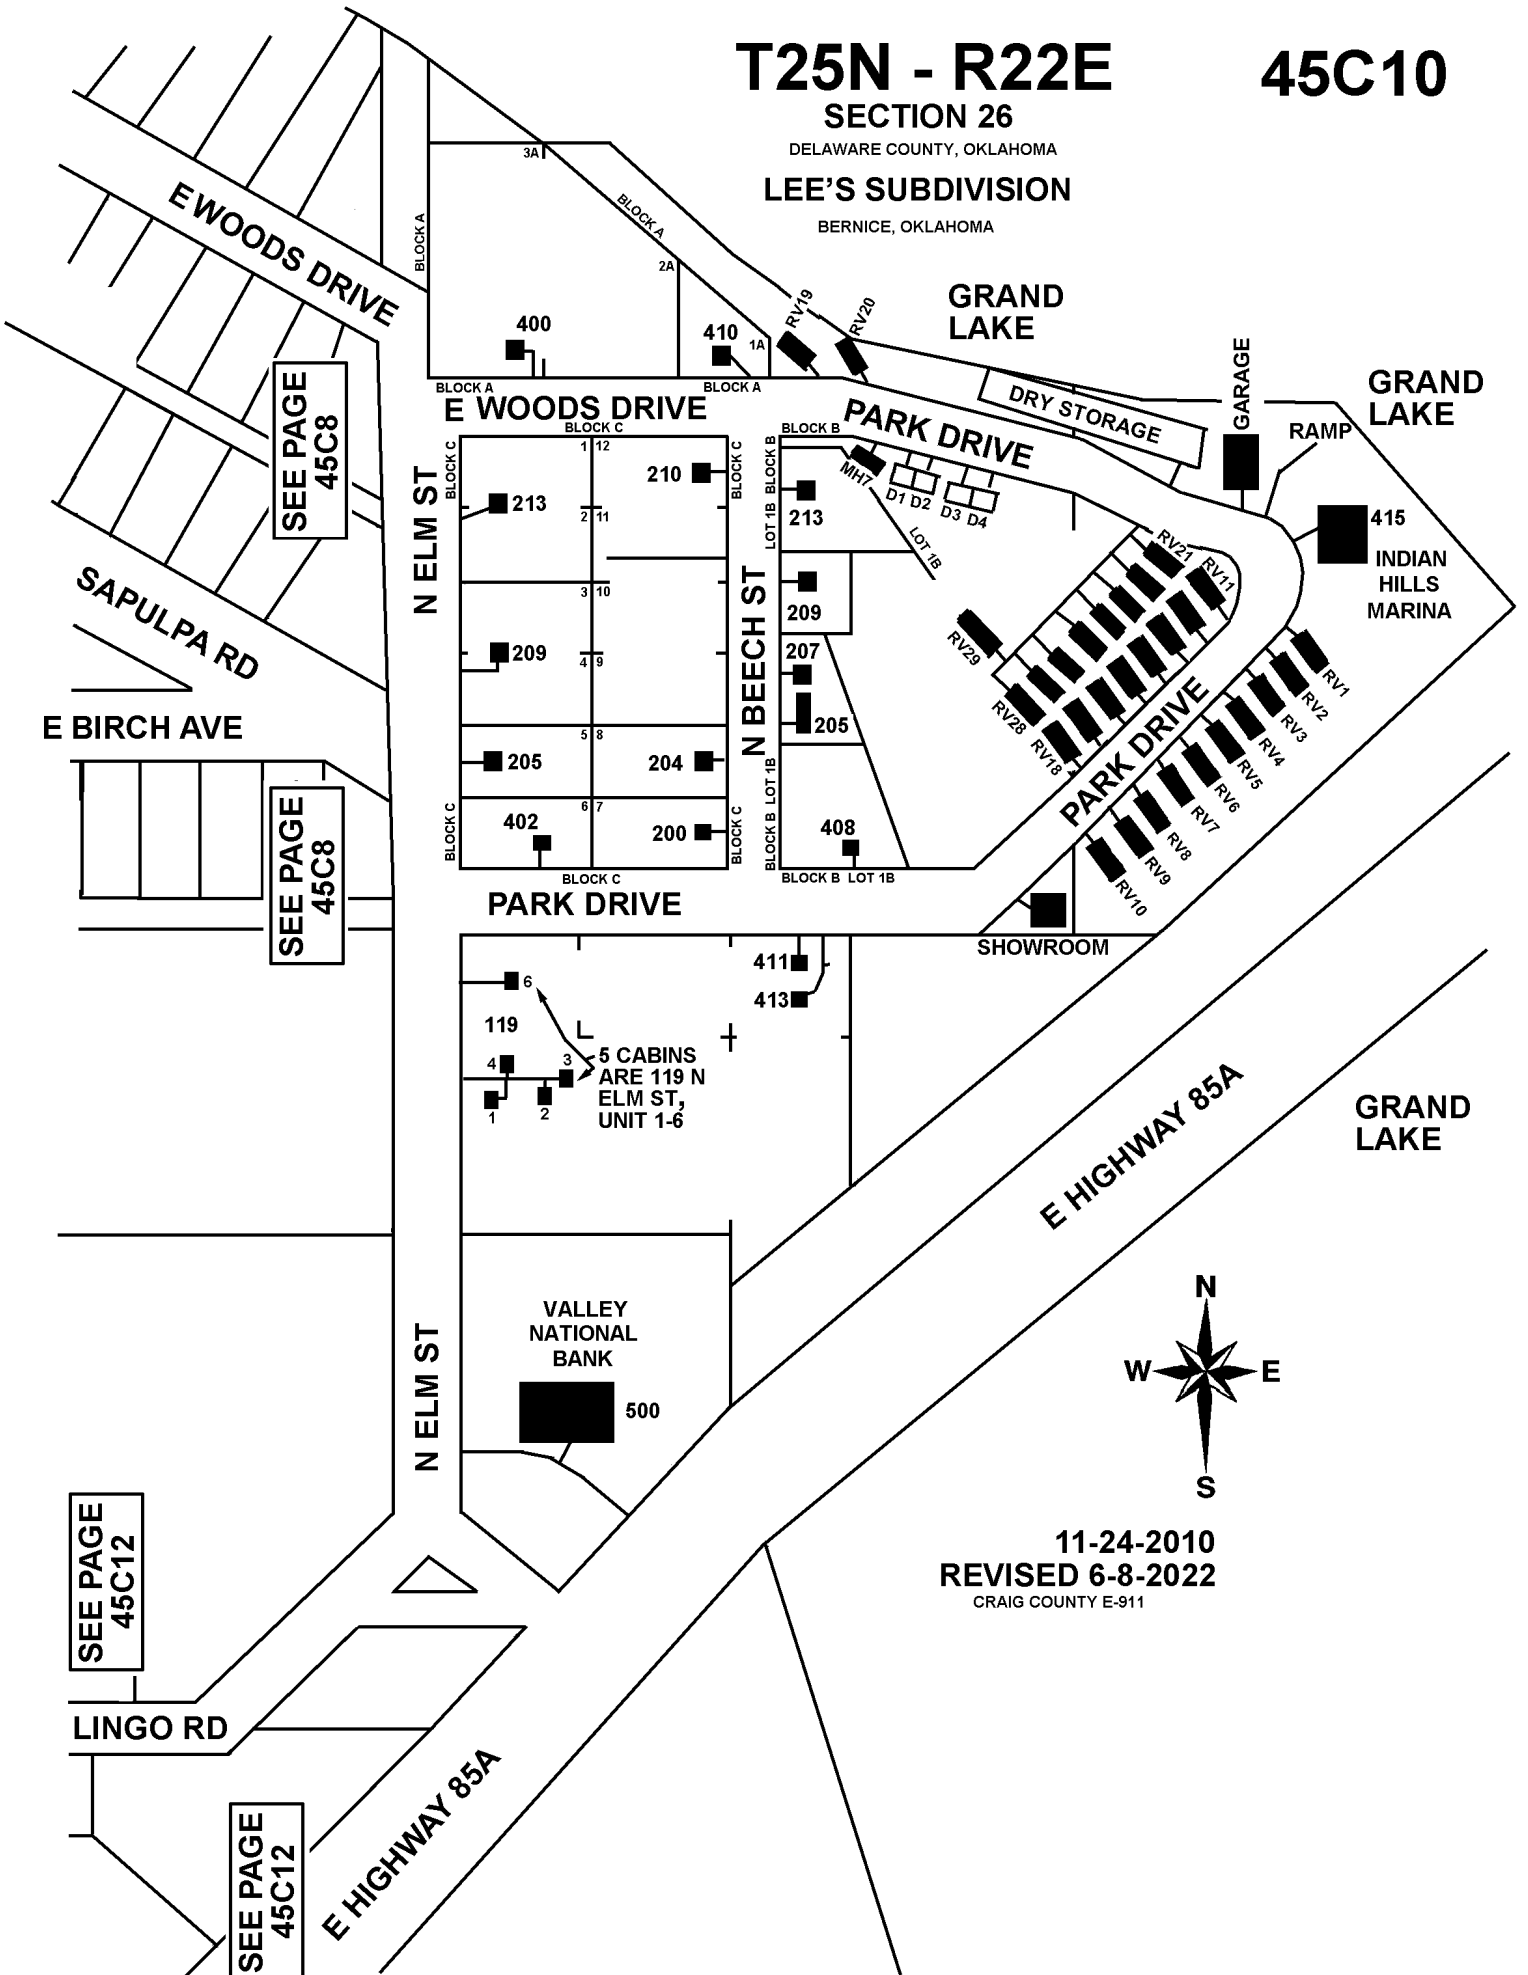 T25N - R22E
45C10
SECTION 26
DELAWARE COUNTY, OKLAHOMA
LEE'S SUBDIVISION
BERNICE, OKLAHOMA
E WOODS DRIVE
BLOCK A
3A
BLOCK A
2A
400
410
1A
RV19
RV20
GRAND
LAKE
GRAND
LAKE
BLOCK A
BLOCK A
E WOODS DRIVE
BLOCK C
PARK DRIVE
DRY STORAGE
GARAGE
RAMP
415
INDIAN
HILLS
MARINA
SEE PAGE
45C8
N ELM ST
BLOCK C
1
12
213
2
11
210
BLOCK C
3
10
209
4
9
5
8
205
204
6
7
402
200
BLOCK C
BLOCK C
BLOCK C
N BEECH ST
BLOCK B
BLOCK B
LOT 1B
MH7
D1 D2
D3 D4
213
LOT 1B
209
207
205
408
BLOCK B LOT 1B
BLOCK B LOT 1B
RV21
RV11
RV29
RV28
RV18
PARK DRIVE
RV1
RV2
RV3
RV4
RV5
RV6
RV7
RV8
RV9
RV10
SAPULPA RD
E BIRCH AVE
SEE PAGE
45C8
PARK DRIVE
SHOWROOM
411
413
6
119
4
3
1
2
5 CABINS
ARE 119 N
ELM ST,
UNIT 1-6
E HIGHWAY 85A
GRAND
LAKE
VALLEY
NATIONAL
BANK
500
N ELM ST
N
W
E
S
11-24-2010
REVISED 6-8-2022
CRAIG COUNTY E-911
SEE PAGE
45C12
LINGO RD
SEE PAGE
45C12
E HIGHWAY 85A